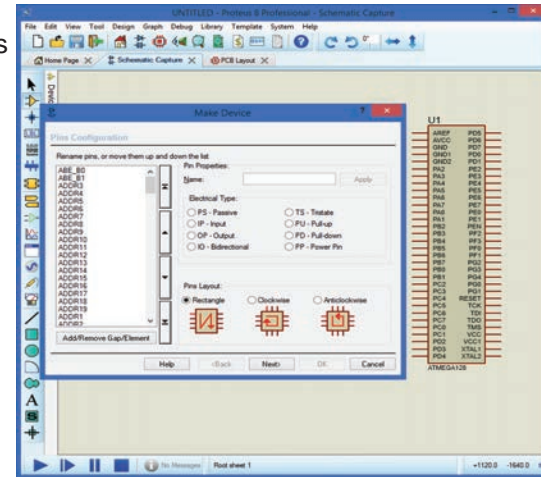 s
UNTITLED - Proteus 8 Professional - Schematic Capture
File Edit View Tool Design Graph Debug Library Template System Help
Home Page Schematic Capture PCB Layout
Make Device
Pins Configuration
Rename pins, or move them up and down the list
ABE_B0
ABE_B1
ADDR3
ADDR4
ADDR5
ADDR6
ADDR7
ADDR8
ADDR9
ADDR10
ADDR11
ADDR12
ADDR13
ADDR14
ADDR15
ADDR16
ADDR17
ADDR18
ADDR19
ADDR1
ADDR2
Add/Remove Gap/Element
Pin Properties:
Name:
Apply
Electrical Type:
PS - Passive
TS - Tristate
IP - Input
PU - Pull-up
OP - Output
PD - Pull-down
IO - Bidirectional
PP - Power Pin
Pins Layout:
Rectangle Clockwise Anticlockwise
Help <Back Next> OK Cancel
U1
AREF PD5
AVCC PD6
GND PD7
GND1 PD0
GND2 PD1
PA2 PE2
PA3 PE3
PA4 PE4
PA5 PE5
PA6 PE6
PA7 PE7
PA0 PE0
PA1 PE1
PB2 PEN
PB3 PF2
PB4 PF3
PB5 PF0
PB6 PF1
PB7 PG2
PB0 PG3
PB1 PG4
PC2 PG0
PC3 PG1
PC4 RESET
PC5 TCK
PC6 TDI
PC7 TDO
PC0 TMS
PC1 VCC
PD2 VCC1
PD3 XTAL1
PD4 XTAL2
ATMEGA128
No Messages Root sheet 1 +1120.0 -1640.0